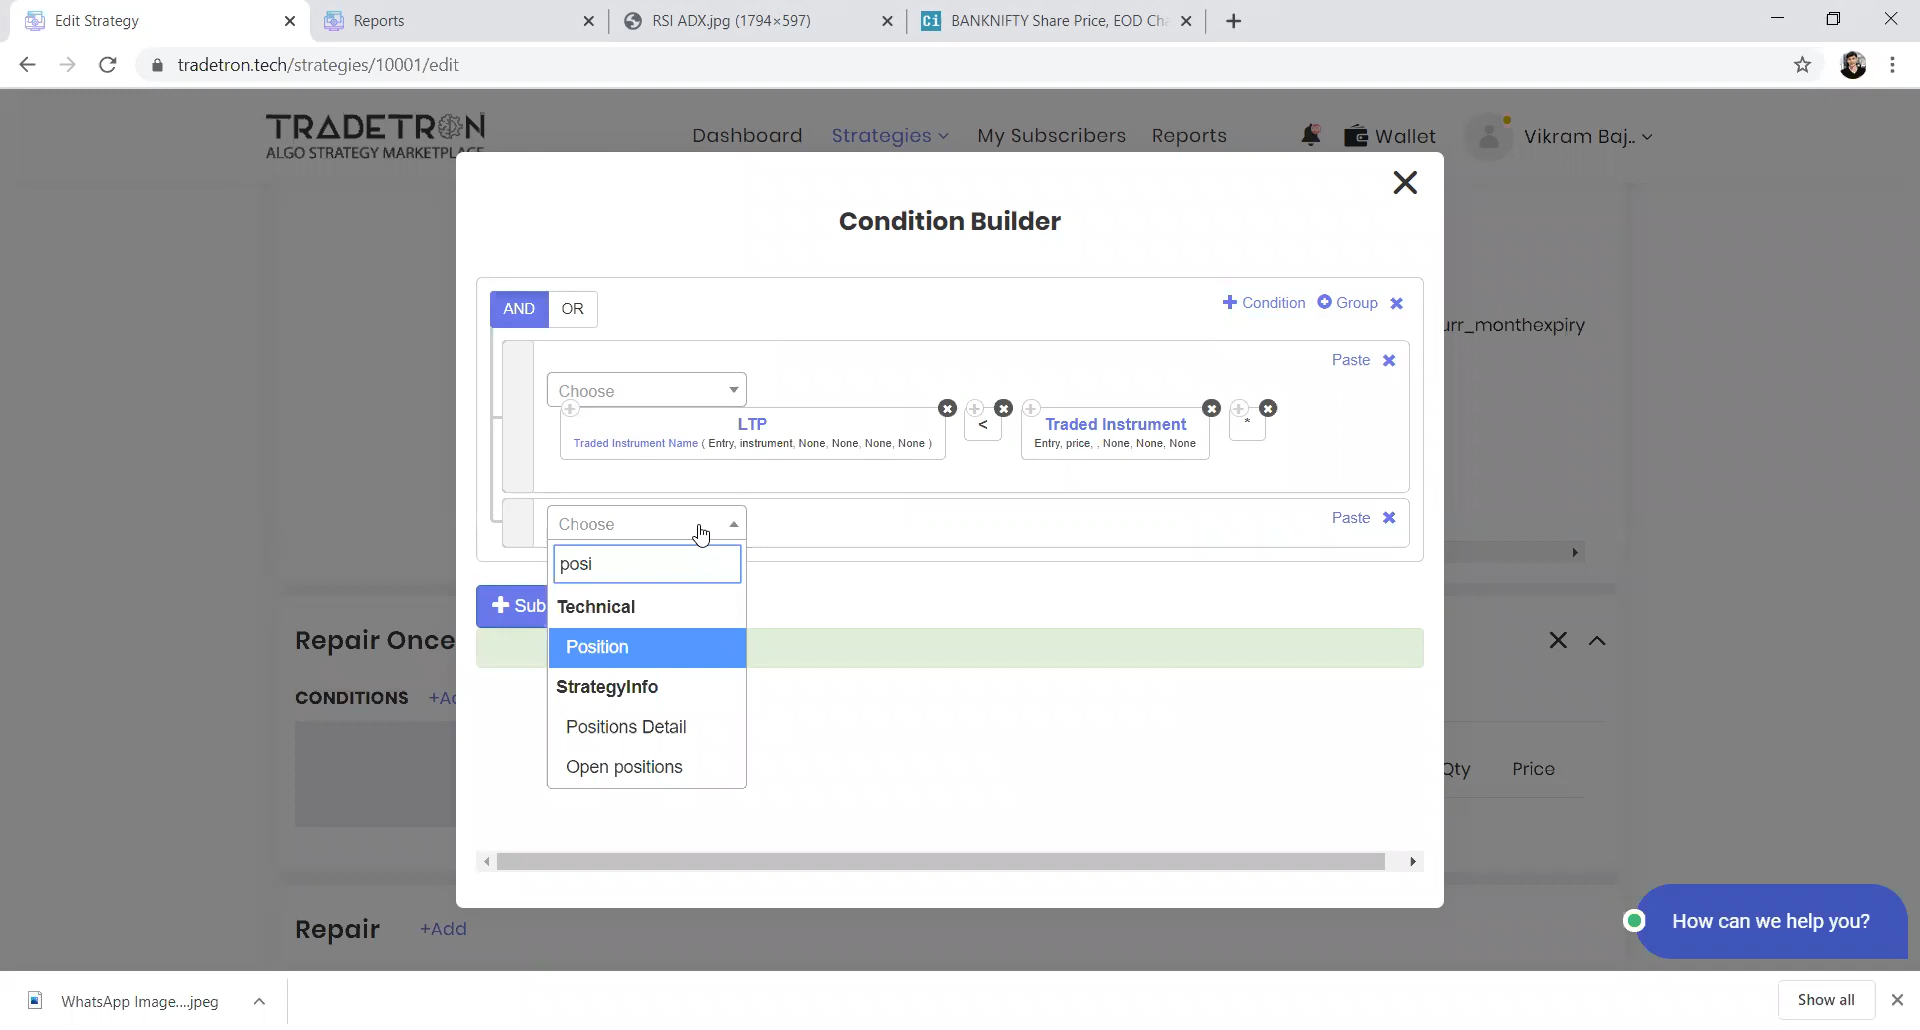 Edit Strategy
Reports
RSI ADX.jpg (1794×597)
Ci BANKNIFTY Share Price, EOD Cha
tradetron.tech/strategies/10001/edit
TRADETRON
ALGO STRATEGY MARKETPLACE
Dashboard Strategies My Subscribers Reports Wallet Vikram Baj..
Condition Builder
AND OR
Condition Group
urr_monthexpiry
Paste
Choose
LTP < Traded Instrument *
Traded Instrument Name ( Entry, instrument, None, None, None, None ) Entry, price, , None, None, None
Choose Paste
posi
Sub Technical
Repair Once Position
StrategyInfo
CONDITIONS +Ad
Positions Detail
Open positions Qty Price
Repair +Add
How can we help you?
WhatsApp Image....jpeg Show all